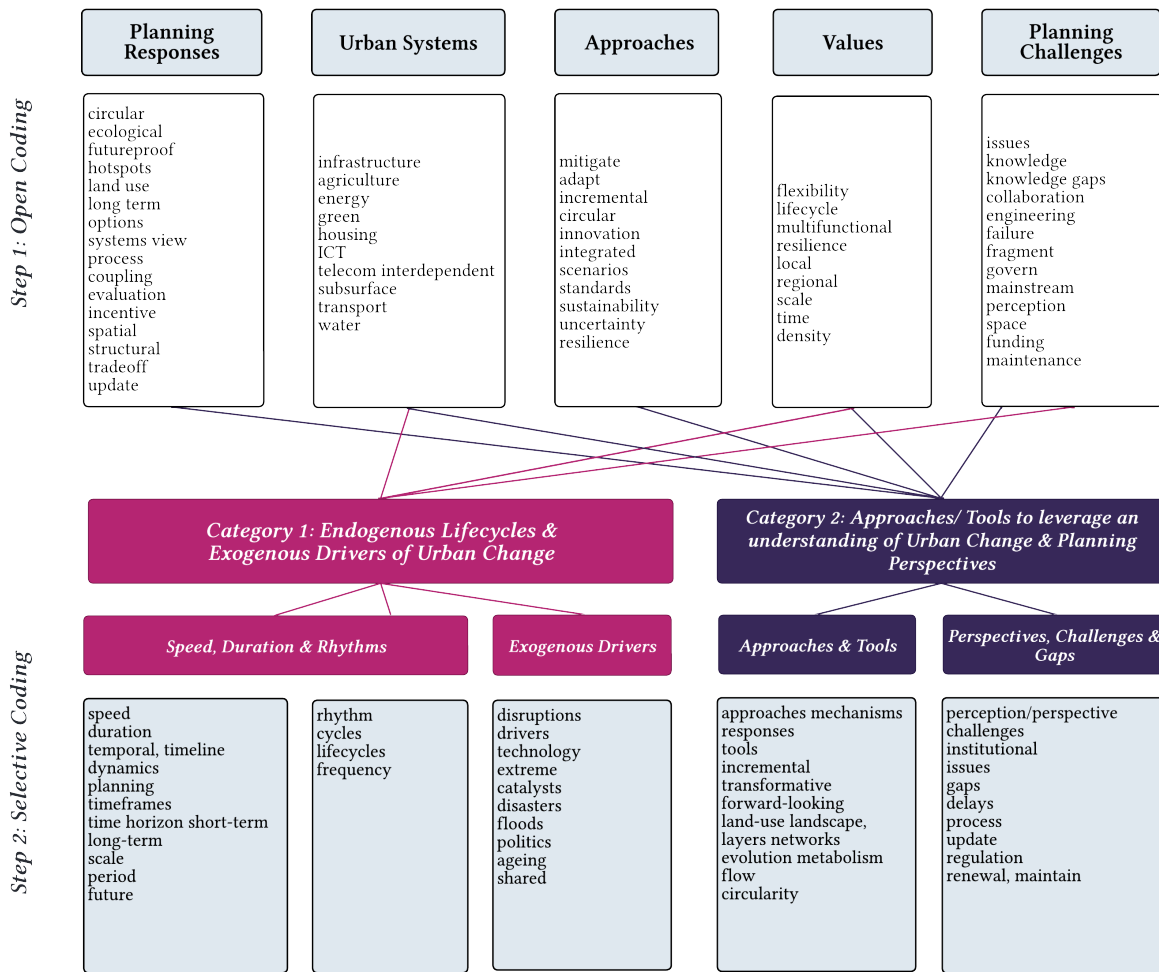 Planning
Responses
Urban Systems
Approaches
Values
Planning
Challenges
Step 1: Open Coding
circular
ecological
futureproof
hotspots
land use
long term
options
systems view
process
coupling
evaluation
incentive
spatial
structural
tradeoff
update
infrastructure
agriculture
energy
green
housing
ICT
telecom interdependent
subsurface
transport
water
mitigate
adapt
incremental
circular
innovation
integrated
scenarios
standards
sustainability
uncertainty
resilience
flexibility
lifecycle
multifunctional
resilience
local
regional
scale
time
density
issues
knowledge
knowledge gaps
collaboration
engineering
failure
fragment
govern
mainstream
perception
space
funding
maintenance
Category 1: Endogenous Lifecycles &
Exogenous Drivers of Urban Change
Category 2: Approaches/ Tools to leverage an
understanding of Urban Change & Planning
Perspectives
Step 2: Selective Coding
Speed, Duration & Rhythms
Exogenous Drivers
Approaches & Tools
Perspectives, Challenges &
Gaps
speed
duration
temporal, timeline
dynamics
planning
timeframes
time horizon short-term
long-term
scale
period
future
rhythm
cycles
lifecycles
frequency
disruptions
drivers
technology
extreme
catalysts
disasters
floods
politics
ageing
shared
approaches mechanisms
responses
tools
incremental
transformative
forward-looking
land-use landscape,
layers networks
evolution metabolism
flow
circularity
perception/perspective
challenges
institutional
issues
gaps
delays
process
update
regulation
renewal, maintain